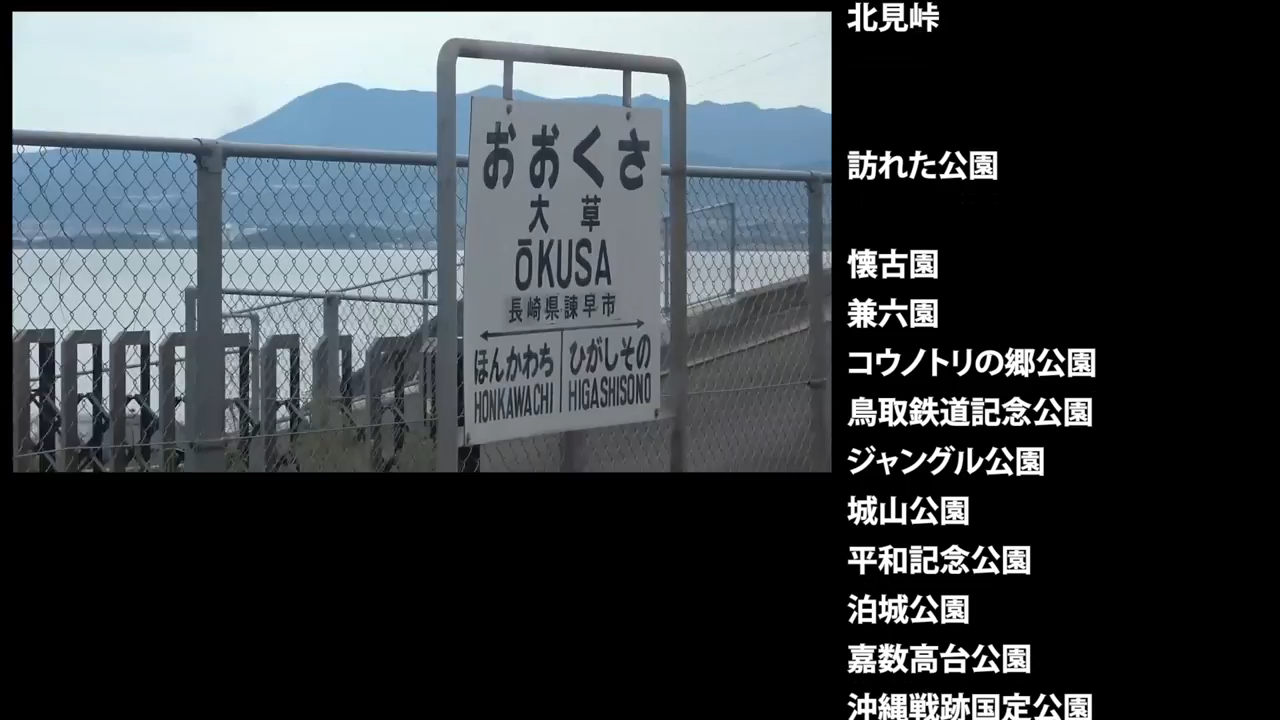 おおくさ
大草
ŌKUSA
長崎県諫早市
ほんかわち ひがしその
HONKAWACHI HIGASHISONO
北見峠
訪れた公園
懐古園
兼六園
コウノトリの郷公園
鳥取鉄道記念公園
ジャングル公園
城山公園
平和記念公園
泊城公園
嘉数高台公園
沖縄戦跡国定公園